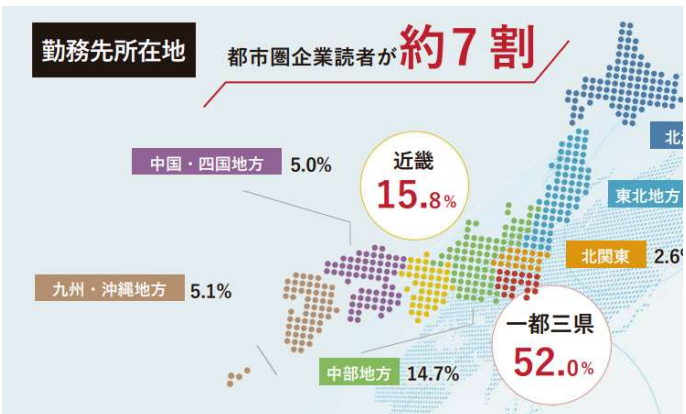 勤務先所在地
都市圏企業読者が約7割
中国・四国地方 5.0%
近畿
15.8%
東北地方
北関東 2.6%
九州・沖縄地方 5.1%
一都三県
52.0%
中部地方 14.7%